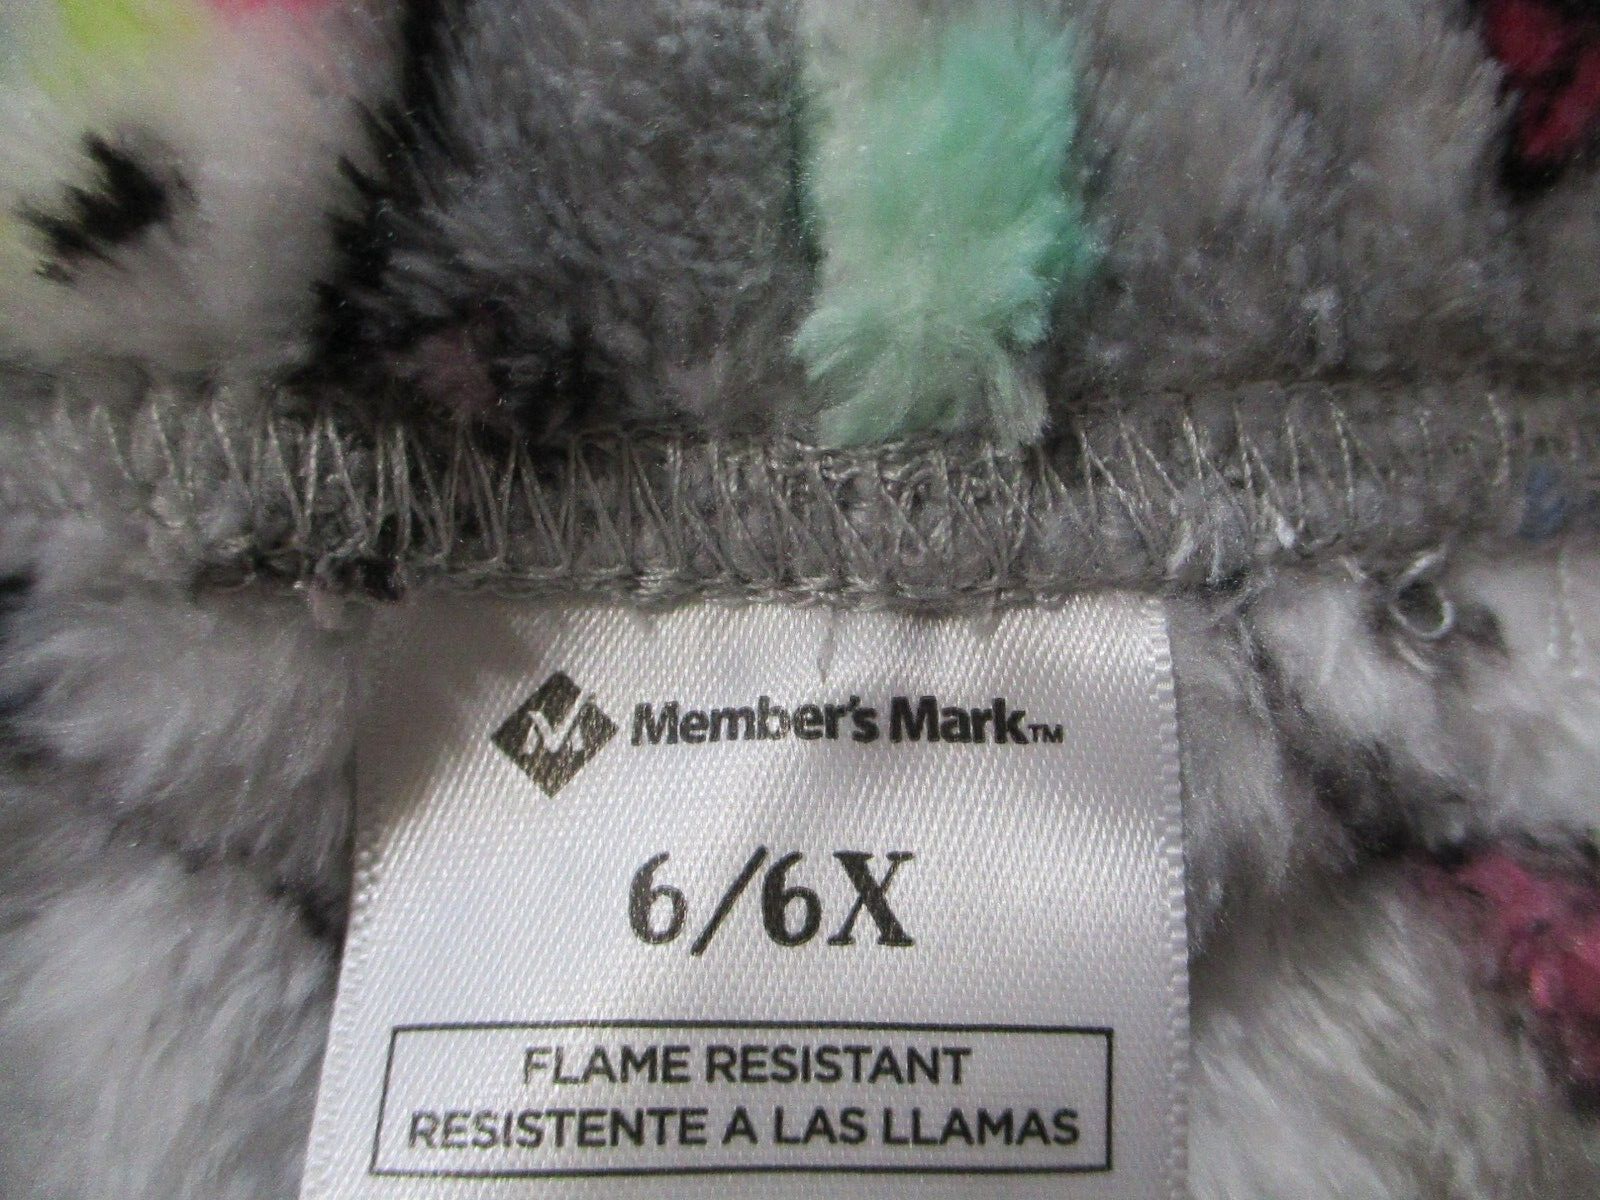 Member's Mark™
6/6X
FLAME RESISTANT
RESISTENTE A LAS LLAMAS